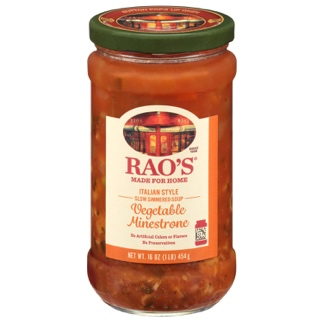 RAO'S®
MADE FOR HOME
ITALIAN STYLE
SLOW SIMMERED SOUP
Vegetable
Minestrone
No Artificial Colors or Flavors
No Preservatives
NET WT. 16 OZ (1 LB) 454g